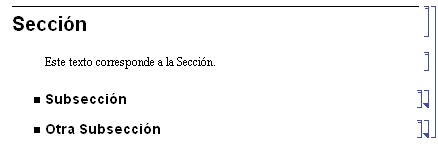 Sección
Este texto corresponde a la Sección.
Subsección
Otra Subsección